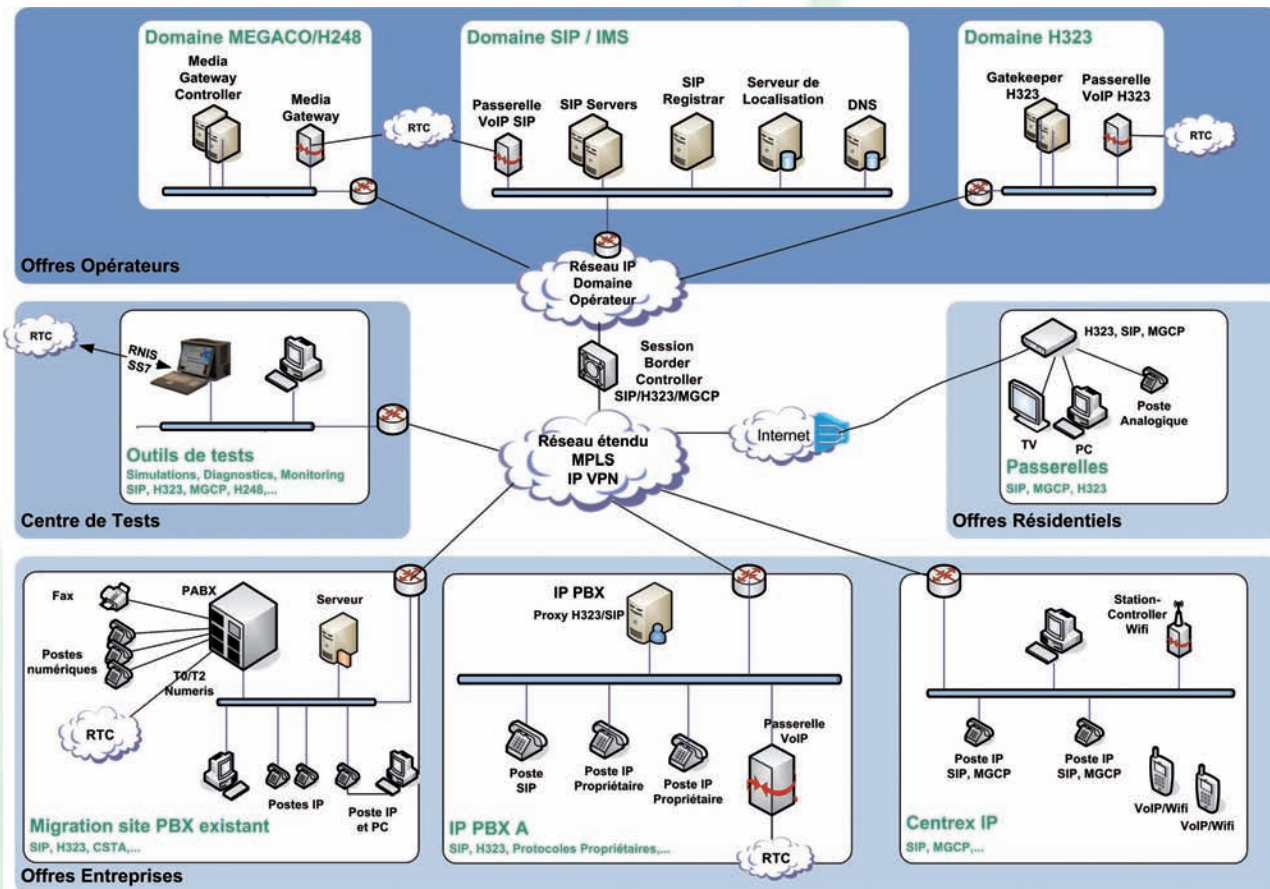 Domaine MEGACO/H248
Media
Gateway
Controller
Media
Gateway
RTC
Domaine SIP / IMS
Passerelle
VoIP SIP
SIP Servers
SIP
Registrar
Serveur de
Localisation
DNS
Domaine H323
Gatekeeper
H323
Passerelle
VoIP H323
RTC
Offres Opérateurs
Réseau IP
Domaine
Opérateur
RTC
RNIS
SS7
Outils de tests
Simulations, Diagnostics, Monitoring
SIP, H323, MGCP, H248,...
Centre de Tests
Session
Border
Controller
SIP/H323/MGCP
Réseau étendu
MPLS
IP VPN
Internet
H323, SIP, MGCP
Poste
Analogique
TV
PC
Passerelles
SIP, MGCP, H323
Offres Résidentiels
Fax
PABX
Serveur
Postes
numériques
T0/T2
Numeris
RTC
Postes IP
Poste IP
et PC
Migration site PBX existant
SIP, H323, CSTA,...
IP PBX
Proxy H323/SIP
Poste
SIP
Poste IP
Propriétaire
Poste IP
Propriétaire
Passerelle
VoIP
RTC
IP PBX A
SIP, H323, Protocoles Propriétaires,...
Station-
Controller
Wifi
Poste IP
SIP, MGCP
Poste IP
SIP, MGCP
VoIP/Wifi
VoIP/Wifi
Centrex IP
SIP, MGCP,...
Offres Entreprises